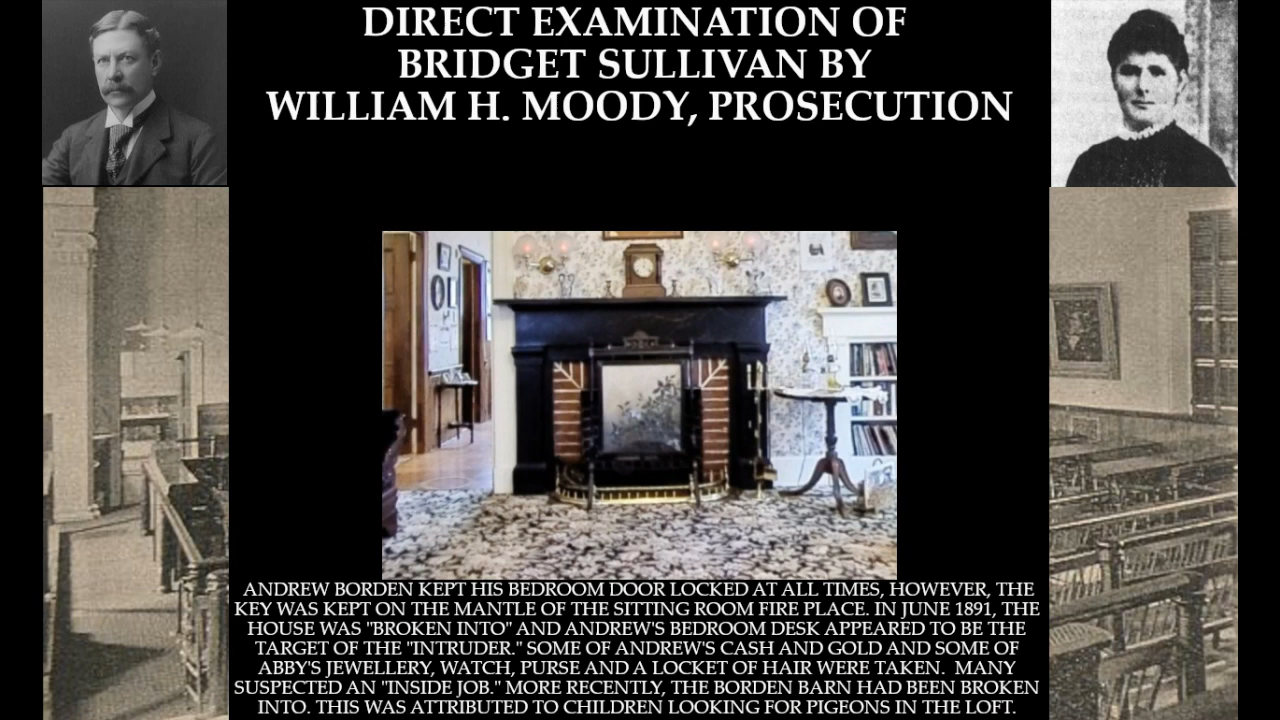 DIRECT EXAMINATION OF
BRIDGET SULLIVAN BY
WILLIAM H. MOODY, PROSECUTION
ANDREW BORDEN KEPT HIS BEDROOM DOOR LOCKED AT ALL TIMES, HOWEVER, THE
KEY WAS KEPT ON THE MANTLE OF THE SITTING ROOM FIRE PLACE. IN JUNE 1891, THE
HOUSE WAS "BROKEN INTO" AND ANDREW'S BEDROOM DESK APPEARED TO BE THE
TARGET OF THE "INTRUDER." SOME OF ANDREW'S CASH AND GOLD AND SOME OF
ABBY'S JEWELLERY, WATCH, PURSE AND A LOCKET OF HAIR WERE TAKEN. MANY
SUSPECTED AN "INSIDE JOB." MORE RECENTLY, THE BORDEN BARN HAD BEEN BROKEN
INTO. THIS WAS ATTRIBUTED TO CHILDREN LOOKING FOR PIGEONS IN THE LOFT.